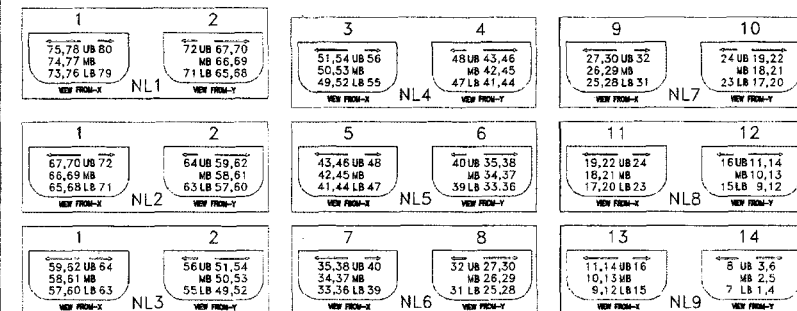 1 2
75,78 UB 80 72 UB 67,70
74,77 MB MB 66,69
73,76 LB 79 71 LB 65,68
VIEW FROM-X NL1 VIEW FROM-Y
3 4
51,54 UB 56 48 UB 43,46
50,53 MB MB 42,45
49,52 LB 55 47 LB 41,44
VIEW FROM-X NL4 VIEW FROM-Y
9 10
27,30 UB 32 24 UB 19,22
26,29 MB MB 18,21
25,28 LB 31 23 LB 17,20
VIEW FROM-X NL7 VIEW FROM-Y
1 2
67,70 UB 72 64 UB 59,62
66,69 MB MB 58,61
65,68 LB 71 63 LB 57,60
VIEW FROM-X NL2 VIEW FROM-Y
5 6
43,46 UB 48 40 UB 35,38
42,45 MB MB 34,37
41,44 LB 47 39 LB 33,36
VIEW FROM-X NL5 VIEW FROM-Y
11 12
19,22 UB 24 16 UB 11,14
18,21 MB MB 10,13
17,20 LB 23 15 LB 9,12
VIEW FROM-X NL8 VIEW FROM-Y
1 2
59,62 UB 64 56 UB 51,54
58,61 MB MB 50,53
57,60 LB 63 55 LB 49,52
VIEW FROM-X NL3 VIEW FROM-Y
7 8
35,38 UB 40 32 UB 27,30
34,37 MB MB 26,29
33,36 LB 39 31 LB 25,28
VIEW FROM-X NL6 VIEW FROM-Y
13 14
11,14 UB 16 8 UB 3,6
10,13 MB MB 2,5
9,12 LB 15 7 LB 1,4
VIEW FROM-X NL9 VIEW FROM-Y